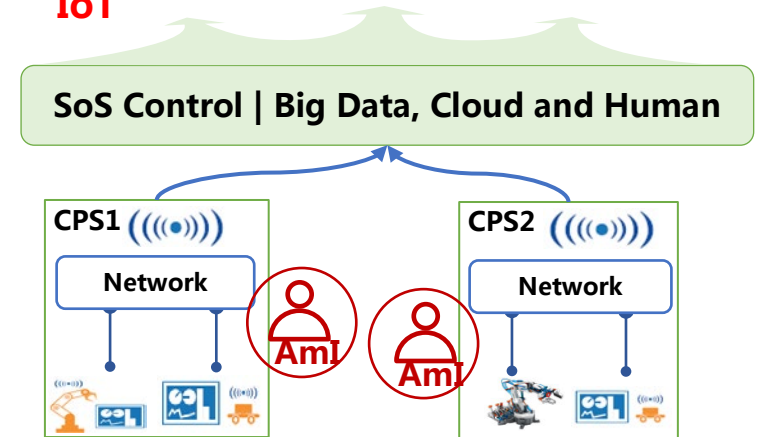 IoT
SoS Control | Big Data, Cloud and Human
CPS1
CPS2
Network
Network
AmI
AmI